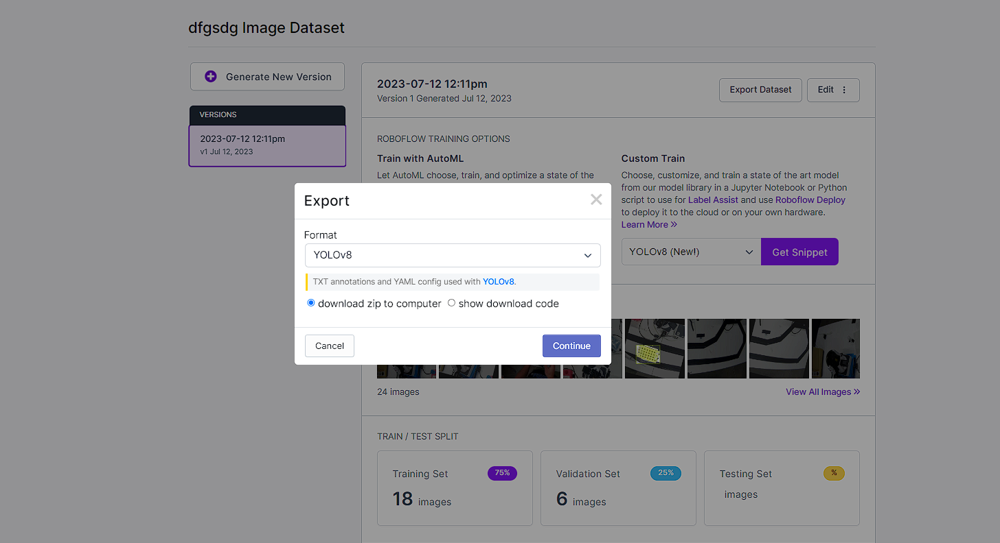 dfgsdg Image Dataset
Generate New Version
VERSIONS
2023-07-12 12:11pm
v1 Jul 12, 2023
2023-07-12 12:11pm
Version 1 Generated Jul 12, 2023
Export Dataset
Edit
ROBOFLOW TRAINING OPTIONS
Train with AutoML
Let AutoML choose, train, and optimize a state of the
Custom Train
Choose, customize, and train a state of the art model
from our model library in a Jupyter Notebook or Python
script to use for Label Assist and use Roboflow Deploy
to deploy it to the cloud or on your own hardware.
Learn More »
YOLOv8 (New!)
Get Snippet
Export
Format
YOLOv8
TXT annotations and YAML config used with YOLOv8.
download zip to computer
show download code
Cancel
Continue
24 images
View All Images »
TRAIN / TEST SPLIT
Training Set
75%
18 images
Validation Set
25%
6 images
Testing Set
%
images